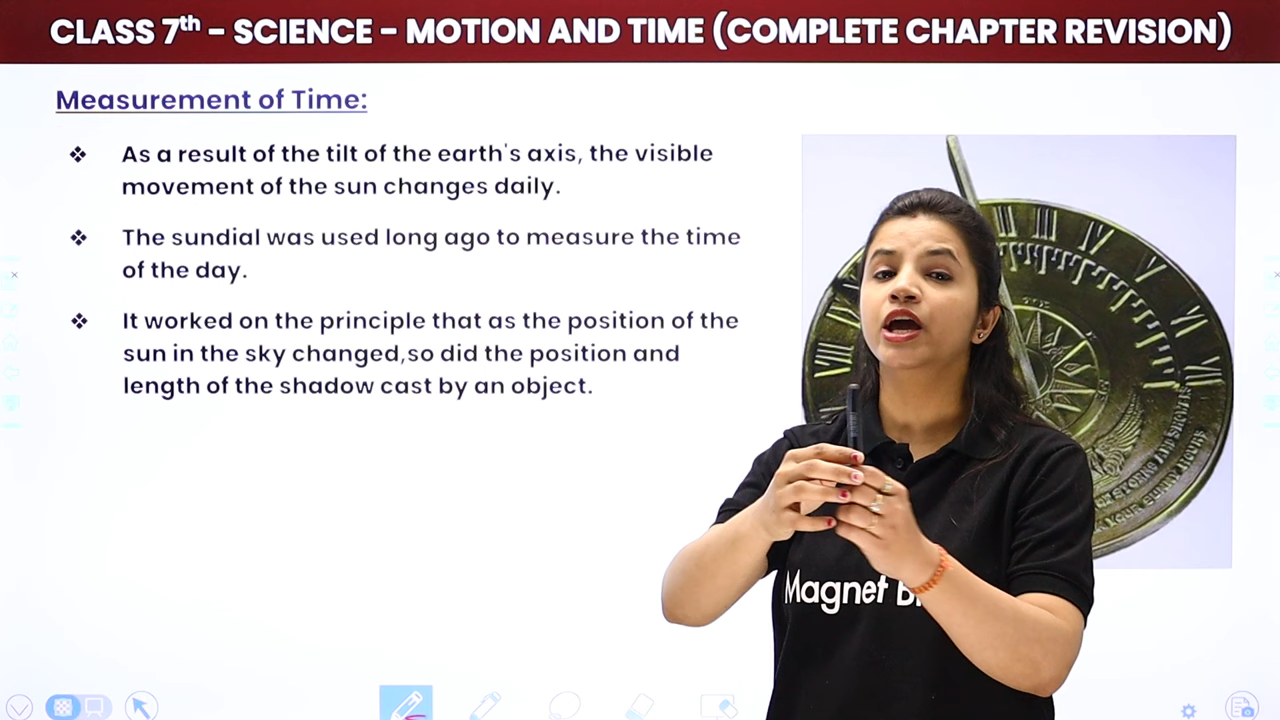 CLASS 7th – SCIENCE – MOTION AND TIME (COMPLETE CHAPTER REVISION)
Measurement of Time:
❖ As a result of the tilt of the earth's axis, the visible
movement of the sun changes daily.
❖ The sundial was used long ago to measure the time
of the day.
❖ It worked on the principle that as the position of the
sun in the sky changed,so did the position and
length of the shadow cast by an object.
Magnet B